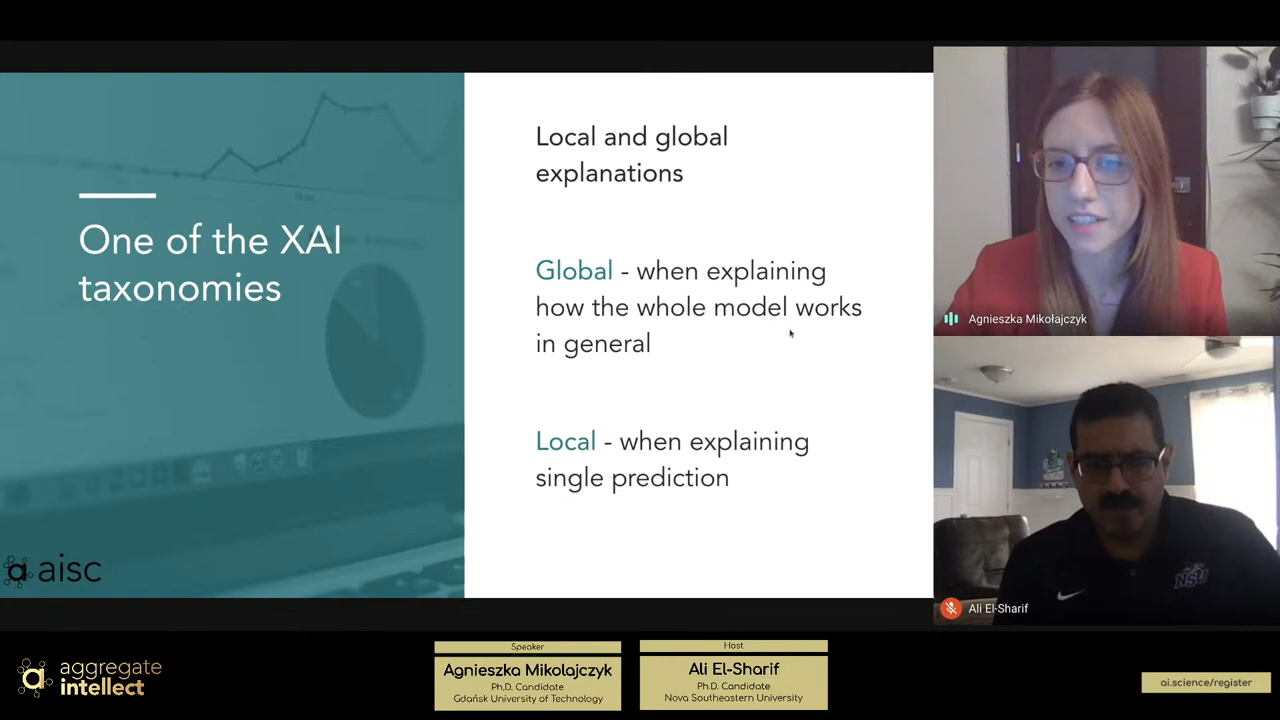 One of the XAI
taxonomies
aisc
Local and global
explanations
Global - when explaining
how the whole model works
in general
Local - when explaining
single prediction
Agnieszka Mikołajczyk
NSU
Ali El-Sharif
aggregate
intellect
Speaker
Agnieszka Mikolajczyk
Ph.D. Candidate
Gdańsk University of Technology
Host
Ali El-Sharif
Ph.D. Candidate
Nova Southeastern University
ai.science/register